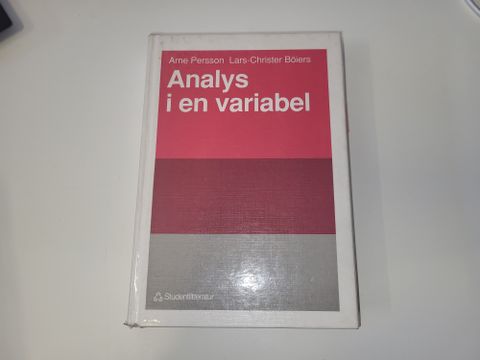 Arne Persson Lars-Christer Böiers
Analys
i en variabel
Studentlitteratur